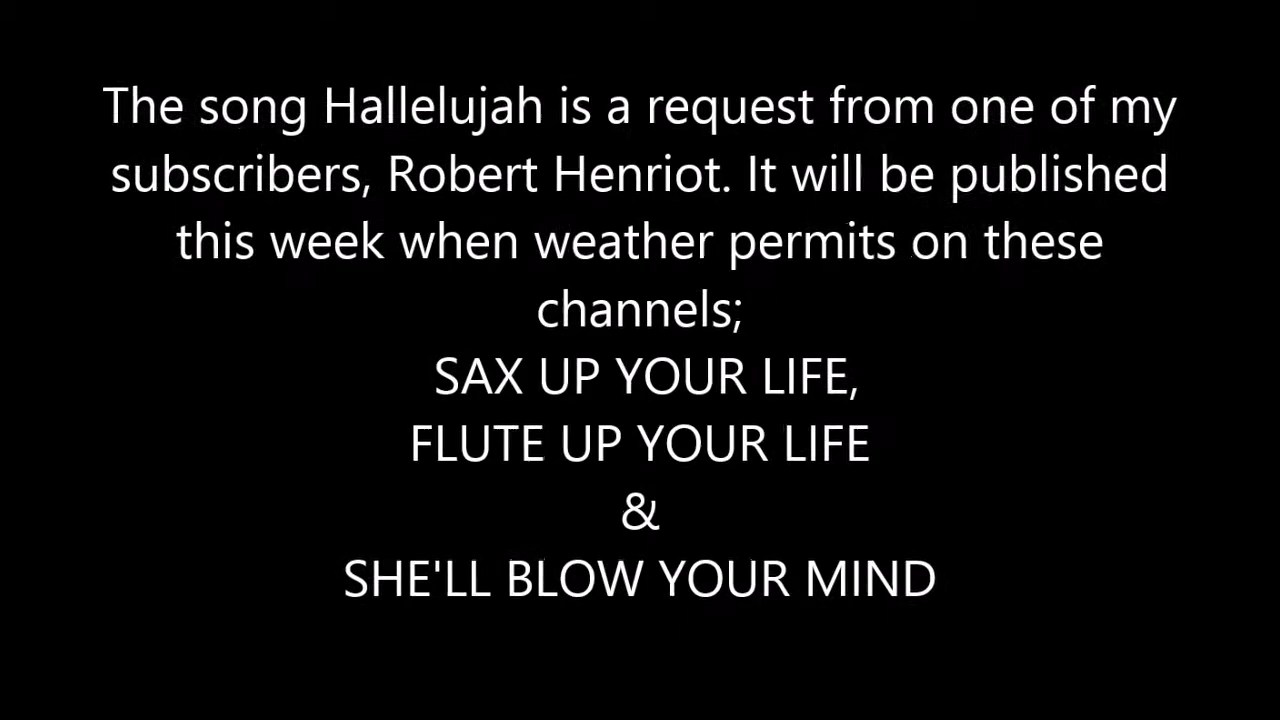 The song Hallelujah is a request from one of my
subscribers, Robert Henriot. It will be published
this week when weather permits on these
channels;
SAX UP YOUR LIFE,
FLUTE UP YOUR LIFE
&
SHE'LL BLOW YOUR MIND